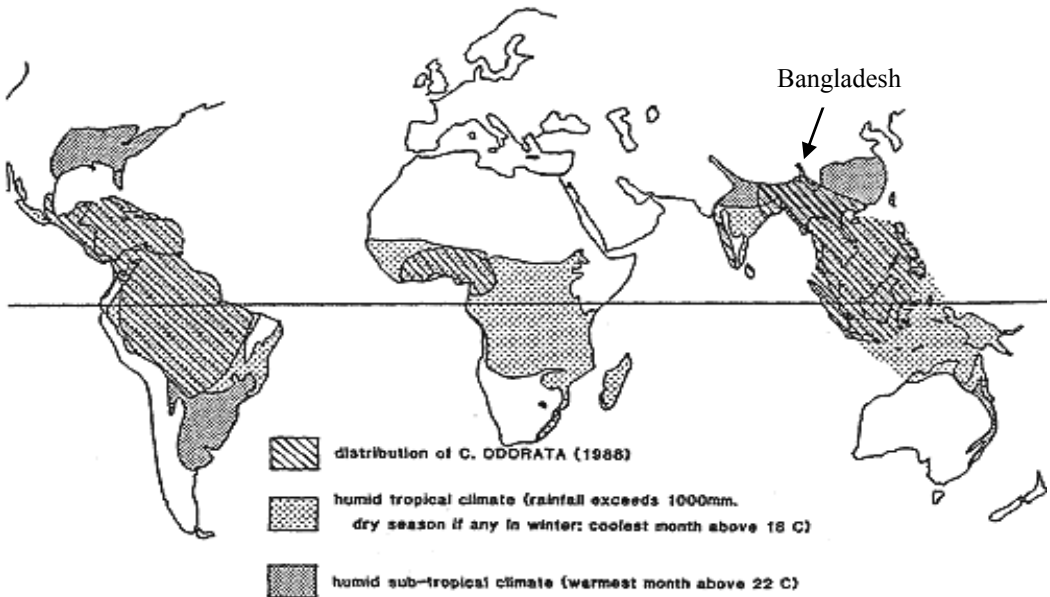 Bangladesh
distribution of C. ODORATA (1988)
humid tropical climate (rainfall exceeds 1000mm.
dry season if any in winter: coolest month above 18 C)
humid sub-tropical climate (warmest month above 22 C)